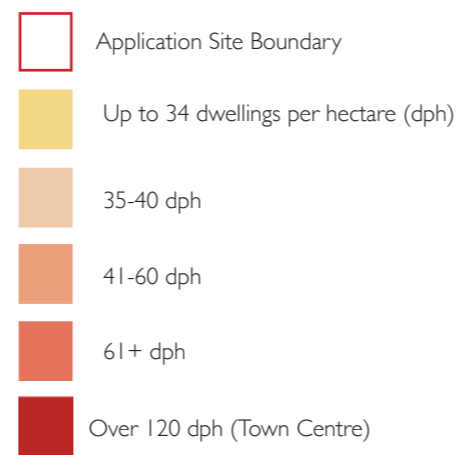 Application Site Boundary
Up to 34 dwellings per hectare (dph)
35-40 dph
41-60 dph
61+ dph
Over 120 dph (Town Centre)